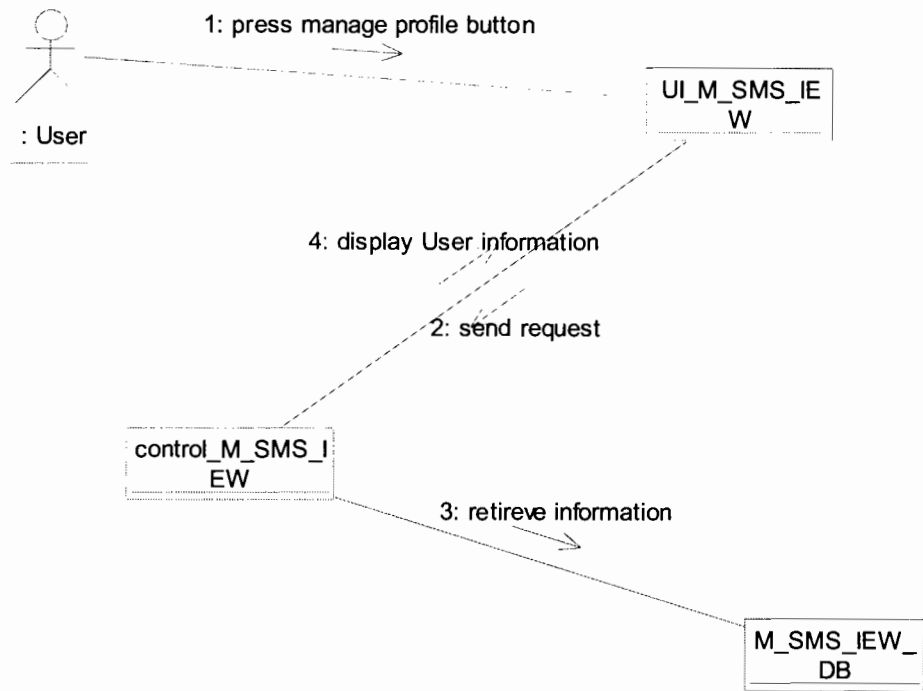 1: press manage profile button
UI_M_SMS_IE
W
: User
4: display User information
2: send request
control_M_SMS_I
EW
3: retireve information
M_SMS_IEW_
DB